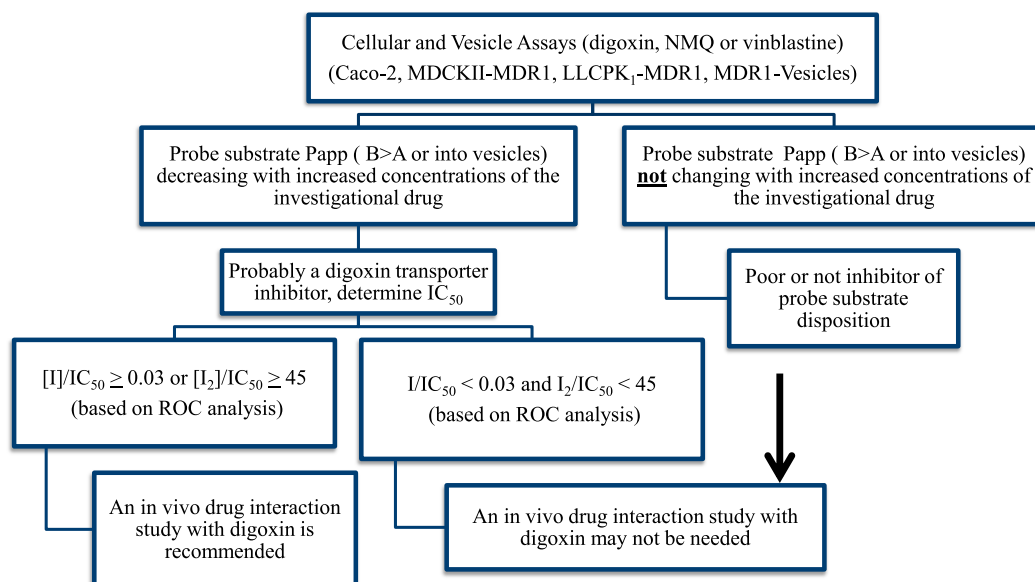 Cellular and Vesicle Assays (digoxin, NMQ or vinblastine)
(Caco-2, MDCKII-MDR1, LLCPK₁-MDR1, MDR1-Vesicles)
Probe substrate Papp ( B>A or into vesicles)
decreasing with increased concentrations of the
investigational drug
Probe substrate Papp ( B>A or into vesicles)
not changing with increased concentrations of
the investigational drug
Probably a digoxin transporter
inhibitor, determine IC₅₀
Poor or not inhibitor of
probe substrate
disposition
[I]/IC₅₀ ≥ 0.03 or [I₂]/IC₅₀ ≥ 45
(based on ROC analysis)
I/IC₅₀ < 0.03 and I₂/IC₅₀ < 45
(based on ROC analysis)
An in vivo drug interaction
study with digoxin is
recommended
An in vivo drug interaction study with
digoxin may not be needed